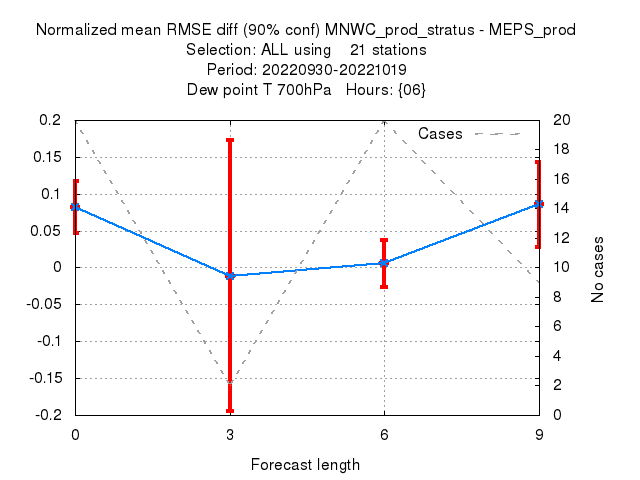 Normalized mean RMSE diff (90% conf) MNWC_prod_stratus - MEPS_prod
Selection: ALL using 21 stations
Period: 20220930-20221019
Dew point T 700hPa Hours: {06}
Cases
0.2
0.15
0.1
0.05
0
-0.05
-0.1
-0.15
-0.2
20
18
16
14
12
10
8
6
4
2
0
No cases
0 3 6 9
Forecast length